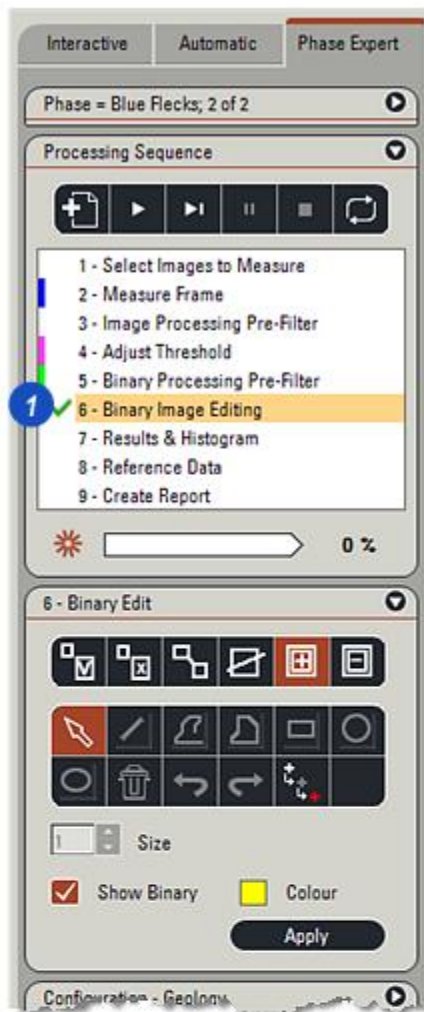 Interactive Automatic Phase Expert
Phase = Blue Flecks; 2 of 2
Processing Sequence
1 - Select Images to Measure
2 - Measure Frame
3 - Image Processing Pre-Filter
4 - Adjust Threshold
5 - Binary Processing Pre-Filter
1
6 - Binary Image Editing
7 - Results & Histogram
8 - Reference Data
9 - Create Report
0 %
6 - Binary Edit
1 Size
Show Binary Colour
Apply
Configuration - Geology